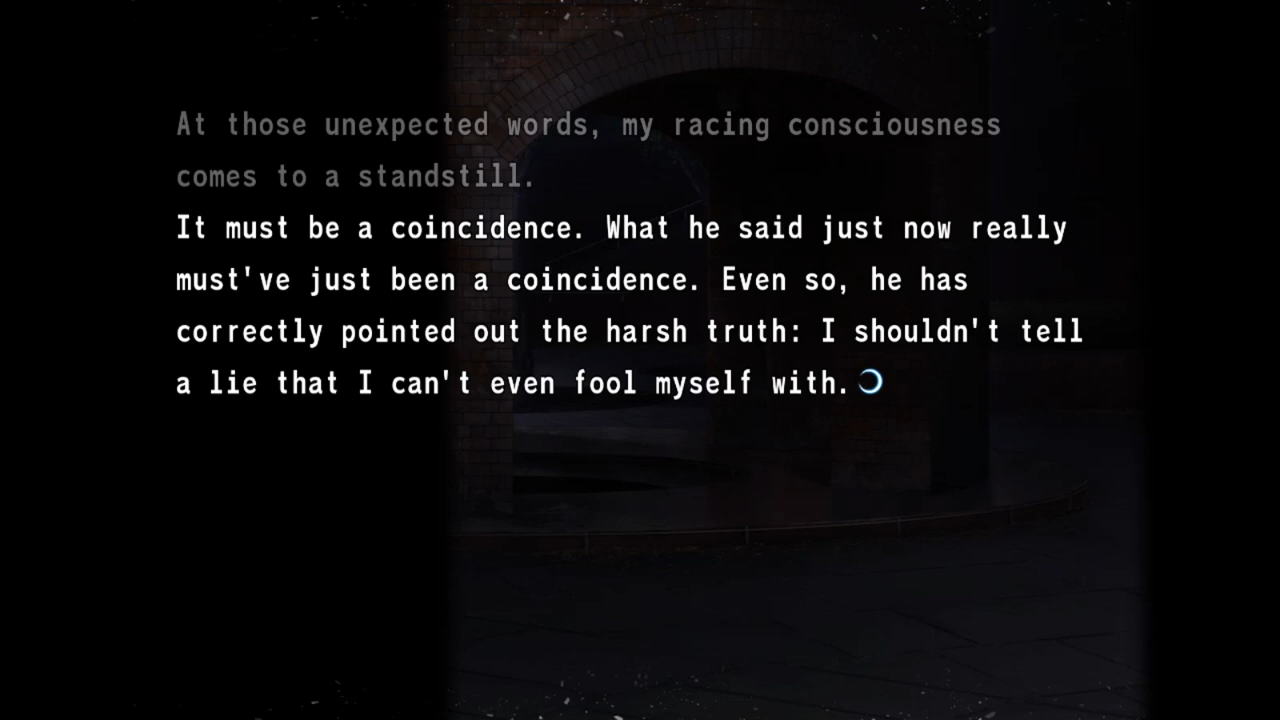 At those unexpected words, my racing consciousness
comes to a standstill.
It must be a coincidence. What he said just now really
must've just been a coincidence. Even so, he has
correctly pointed out the harsh truth: I shouldn't tell
a lie that I can't even fool myself with.